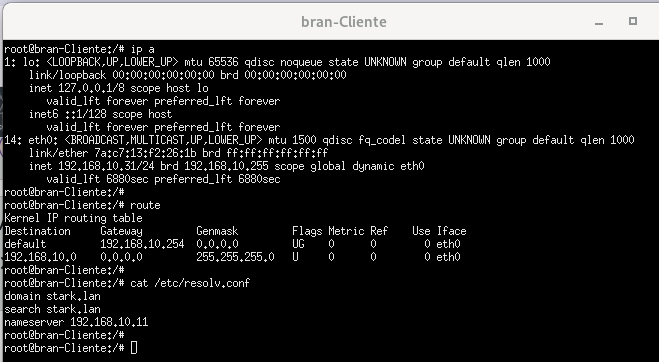 bran-Cliente
root@bran-Cliente:/# ip a
1: lo: <LOOPBACK,UP,LOWER_UP> mtu 65536 qdisc noqueue state UNKNOWN group default qlen 1000
    link/loopback 00:00:00:00:00:00 brd 00:00:00:00:00:00
    inet 127.0.0.1/8 scope host lo
       valid_lft forever preferred_lft forever
    inet6 ::1/128 scope host
       valid_lft forever preferred_lft forever
14: eth0: <BROADCAST,MULTICAST,UP,LOWER_UP> mtu 1500 qdisc fq_codel state UNKNOWN group default qlen 1000
    link/ether 7a:c7:13:f2:26:1b brd ff:ff:ff:ff:ff:ff
    inet 192.168.10.31/24 brd 192.168.10.255 scope global dynamic eth0
       valid_lft 6880sec preferred_lft 6880sec
root@bran-Cliente:/#
root@bran-Cliente:/# route
Kernel IP routing table
Destination     Gateway         Genmask         Flags Metric Ref    Use Iface
default         192.168.10.254  0.0.0.0         UG    0      0        0 eth0
192.168.10.0    0.0.0.0         255.255.255.0   U     0      0        0 eth0
root@bran-Cliente:/#
root@bran-Cliente:/# cat /etc/resolv.conf
domain stark.lan
search stark.lan
nameserver 192.168.10.11
root@bran-Cliente:/#
root@bran-Cliente:/#